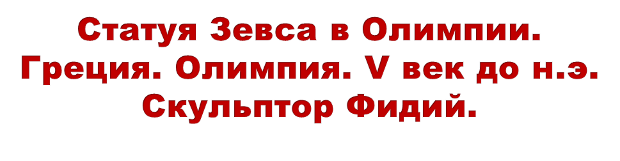 Статуя Зевса в Олимпии.
Греция. Олимпия. V век до н.э.
Скульптор Фидий.